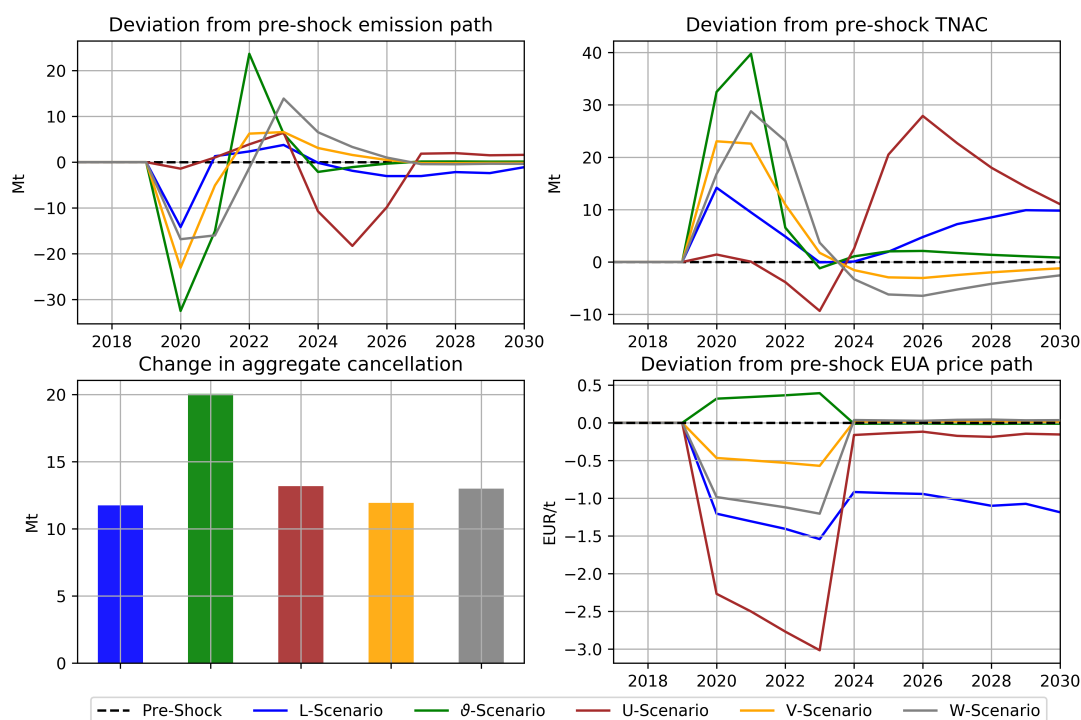 Deviation from pre-shock emission path
Mt
20
10
0
−10
−20
−30
2018 2020 2022 2024 2026 2028 2030
Deviation from pre-shock TNAC
Mt
40
30
20
10
0
−10
2018 2020 2022 2024 2026 2028 2030
Change in aggregate cancellation
Mt
20
15
10
5
0
Deviation from pre-shock EUA price path
EUR/t
0.5
0.0
−0.5
−1.0
−1.5
−2.0
−2.5
−3.0
2018 2020 2022 2024 2026 2028 2030
Pre-Shock L-Scenario ϑ-Scenario U-Scenario V-Scenario W-Scenario